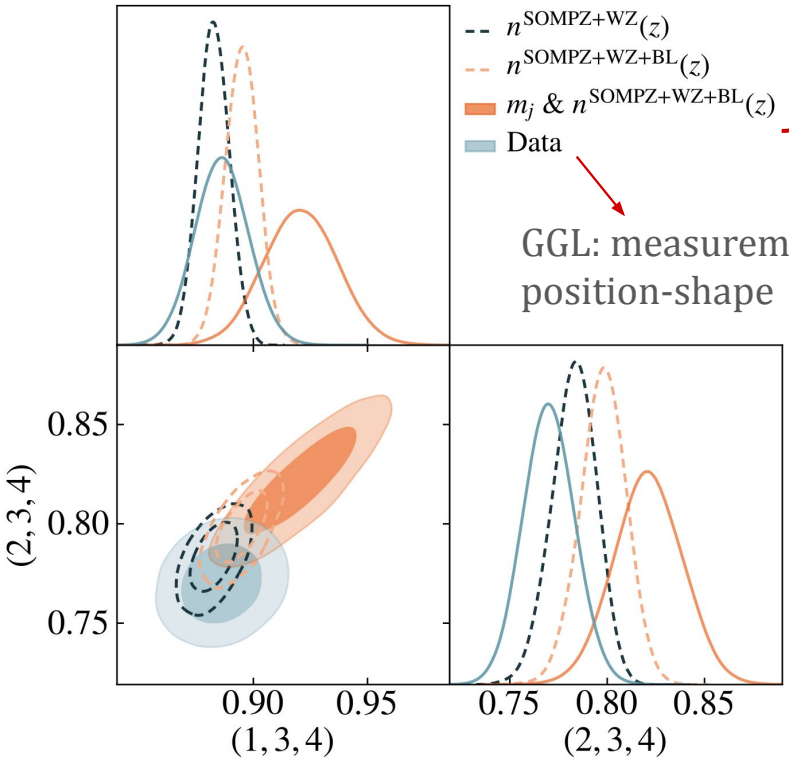 n^SOMPZ+WZ(z)
n^SOMPZ+WZ+BL(z)
m_j & n^SOMPZ+WZ+BL(z)
Data
GGL: measurem
position-shape
0.85
0.80
0.75
(2, 3, 4)
0.90 0.95
(1, 3, 4)
0.75 0.80 0.85
(2, 3, 4)